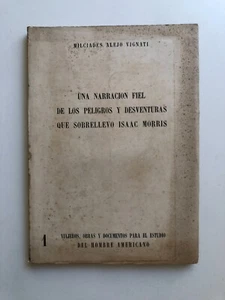 MILCIADES ALEJO VIGNATI
UNA NARRACION FIEL
DE LOS PELIGROS Y DESVENTURAS
QUE SOBRELLEVO ISAAC MORRIS
1
VIAJEROS, OBRAS Y DOCUMENTOS PARA EL ESTUDIO
DEL HOMBRE AMERICANO